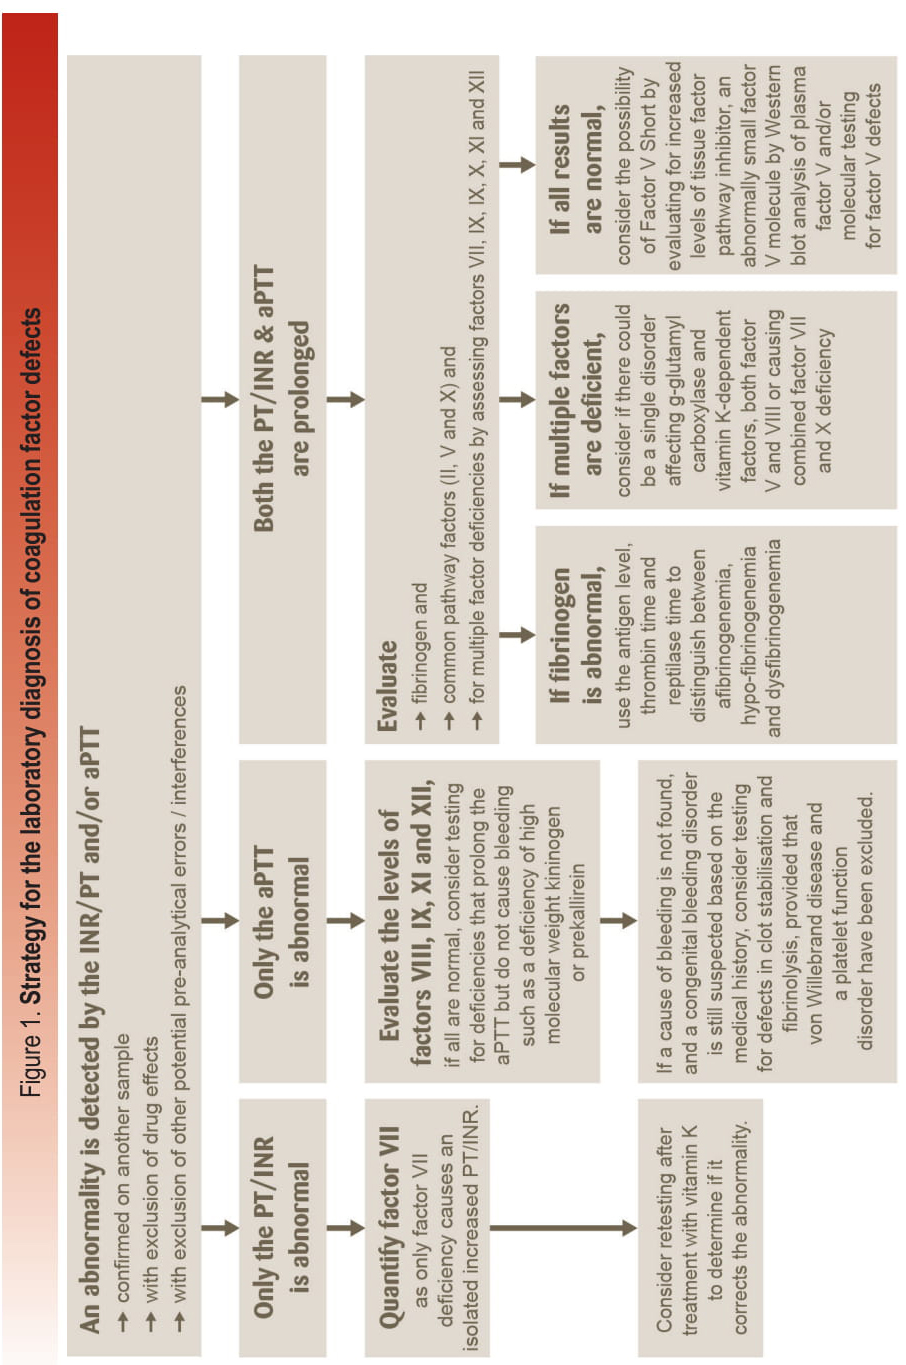 Figure 1. Strategy for the laboratory diagnosis of coagulation factor defects
An abnormality is detected by the INR/PT and/or aPTT
→ confirmed on another sample
→ with exclusion of drug effects
→ with exclusion of other potential pre-analytical errors / interferences
Only the PT/INR
is abnormal
Quantify factor VII
as only factor VII
deficiency causes an
isolated increased PT/INR.
Consider retesting after
treatment with vitamin K
to determine if it
corrects the abnormality.
Only the aPTT
is abnormal
Evaluate the levels of
factors VIII, IX, XI and XII,
if all are normal, consider testing
for deficiencies that prolong the
aPTT but do not cause bleeding
such as a deficiency of high
molecular weight kininogen
or prekallirein
If a cause of bleeding is not found,
and a congenital bleeding disorder
is still suspected based on the
medical history, consider testing
for defects in clot stabilisation and
fibrinolysis, provided that
von Willebrand disease and
a platelet function
disorder have been excluded.
Both the PT/INR & aPTT
are prolonged
Evaluate
→ fibrinogen and
→ common pathway factors (II, V and X) and
→ for multiple factor deficiencies by assessing factors VII, IX, IX, X, XI and XII
If fibrinogen
is abnormal,
use the antigen level,
thrombin time and
reptilase time to
distinguish between
afibrinogenemia,
hypo-fibrinogenemia
and dysfibrinogenemia
If multiple factors
are deficient,
consider if there could
be a single disorder
affecting g-glutamyl
carboxylase and
vitamin K-dependent
factors, both factor
V and VIII or causing
combined factor VII
and X deficiency
If all results
are normal,
consider the possibility
of Factor V Short by
evaluating for increased
levels of tissue factor
pathway inhibitor, an
abnormally small factor
V molecule by Western
blot analysis of plasma
factor V and/or
molecular testing
for factor V defects